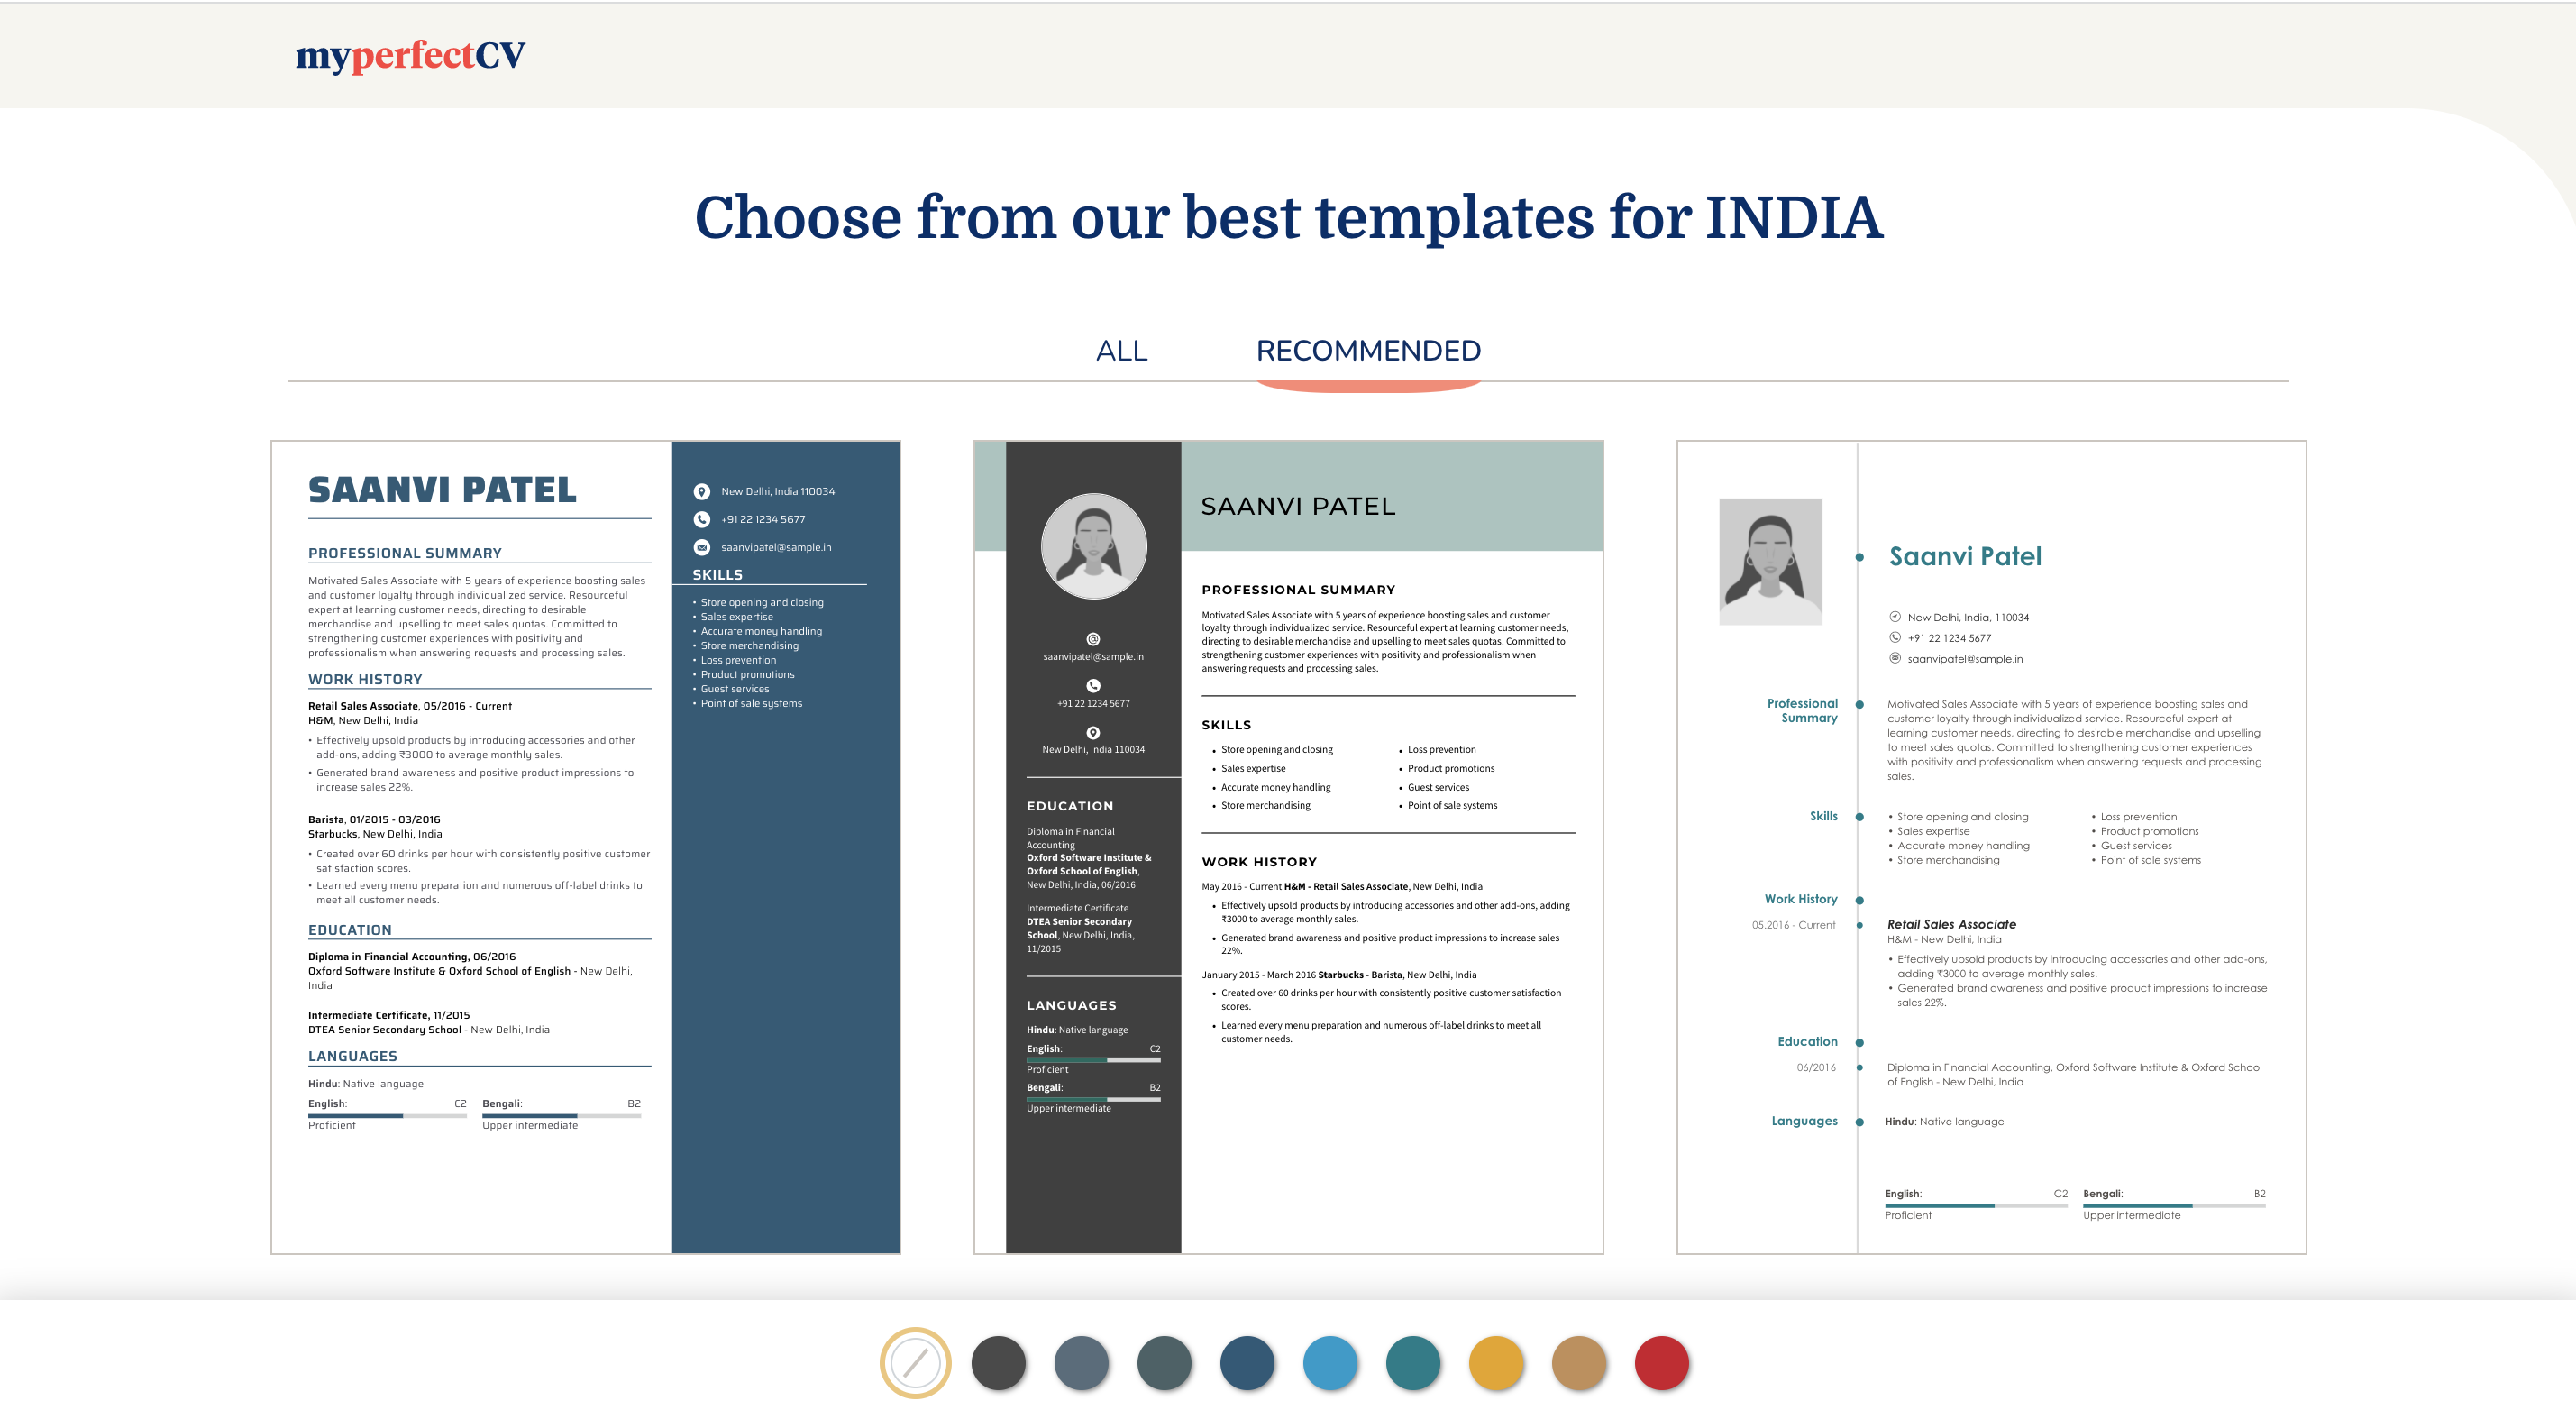 myperfectCV
Choose from our best templates for INDIA
ALL
RECOMMENDED
SAANVI PATEL
PROFESSIONAL SUMMARY
Motivated Sales Associate with 5 years of experience boosting sales
and customer loyalty through individualized service. Resourceful
expert at learning customer needs, directing to desirable
merchandise and upselling to meet sales quotas. Committed to
strengthening customer experiences with positivity and
professionalism when answering requests and processing sales.
WORK HISTORY
Retail Sales Associate, 05/2016 - Current
H&M, New Delhi, India
• Effectively upsold products by introducing accessories and other
add-ons, adding ₹3000 to average monthly sales.
• Generated brand awareness and positive product impressions to
increase sales 22%.
Barista, 01/2015 - 03/2016
Starbucks, New Delhi, India
• Created over 60 drinks per hour with consistently positive customer
satisfaction scores.
• Learned every menu preparation and numerous off-label drinks to
meet all customer needs.
EDUCATION
Diploma in Financial Accounting, 06/2016
Oxford Software Institute & Oxford School of English - New Delhi,
India
Intermediate Certificate, 11/2015
DTEA Senior Secondary School - New Delhi, India
LANGUAGES
Hindu: Native language
English: C2
Proficient
Bengali: B2
Upper intermediate
New Delhi, India 110034
+91 22 1234 5677
saanvipatel@sample.in
SKILLS
• Store opening and closing
• Sales expertise
• Accurate money handling
• Store merchandising
• Loss prevention
• Product promotions
• Guest services
• Point of sale systems
saanvipatel@sample.in
+91 22 1234 5677
New Delhi, India 110034
EDUCATION
Diploma in Financial
Accounting
Oxford Software Institute &
Oxford School of English,
New Delhi, India, 06/2016
Intermediate Certificate
DTEA Senior Secondary
School, New Delhi, India,
11/2015
LANGUAGES
Hindu: Native language
English: C2
Proficient
Bengali: B2
Upper intermediate
SAANVI PATEL
PROFESSIONAL SUMMARY
Motivated Sales Associate with 5 years of experience boosting sales and customer
loyalty through individualized service. Resourceful expert at learning customer needs,
directing to desirable merchandise and upselling to meet sales quotas. Committed to
strengthening customer experiences with positivity and professionalism when
answering requests and processing sales.
SKILLS
• Store opening and closing
• Sales expertise
• Accurate money handling
• Store merchandising
• Loss prevention
• Product promotions
• Guest services
• Point of sale systems
WORK HISTORY
May 2016 - Current H&M - Retail Sales Associate, New Delhi, India
• Effectively upsold products by introducing accessories and other add-ons, adding
₹3000 to average monthly sales.
• Generated brand awareness and positive product impressions to increase sales
22%.
January 2015 - March 2016 Starbucks - Barista, New Delhi, India
• Created over 60 drinks per hour with consistently positive customer satisfaction
scores.
• Learned every menu preparation and numerous off-label drinks to meet all
customer needs.
Saanvi Patel
New Delhi, India, 110034
+91 22 1234 5677
saanvipatel@sample.in
Professional
Summary
Motivated Sales Associate with 5 years of experience boosting sales and
customer loyalty through individualized service. Resourceful expert at
learning customer needs, directing to desirable merchandise and upselling
to meet sales quotas. Committed to strengthening customer experiences
with positivity and professionalism when answering requests and processing
sales.
Skills
• Store opening and closing
• Sales expertise
• Accurate money handling
• Store merchandising
• Loss prevention
• Product promotions
• Guest services
• Point of sale systems
Work History
05.2016 - Current
Retail Sales Associate
H&M - New Delhi, India
• Effectively upsold products by introducing accessories and other add-ons,
adding ₹3000 to average monthly sales.
• Generated brand awareness and positive product impressions to increase
sales 22%.
Education
06/2016
Diploma in Financial Accounting, Oxford Software Institute & Oxford School
of English - New Delhi, India
Languages
Hindu: Native language
English: C2
Proficient
Bengali: B2
Upper intermediate